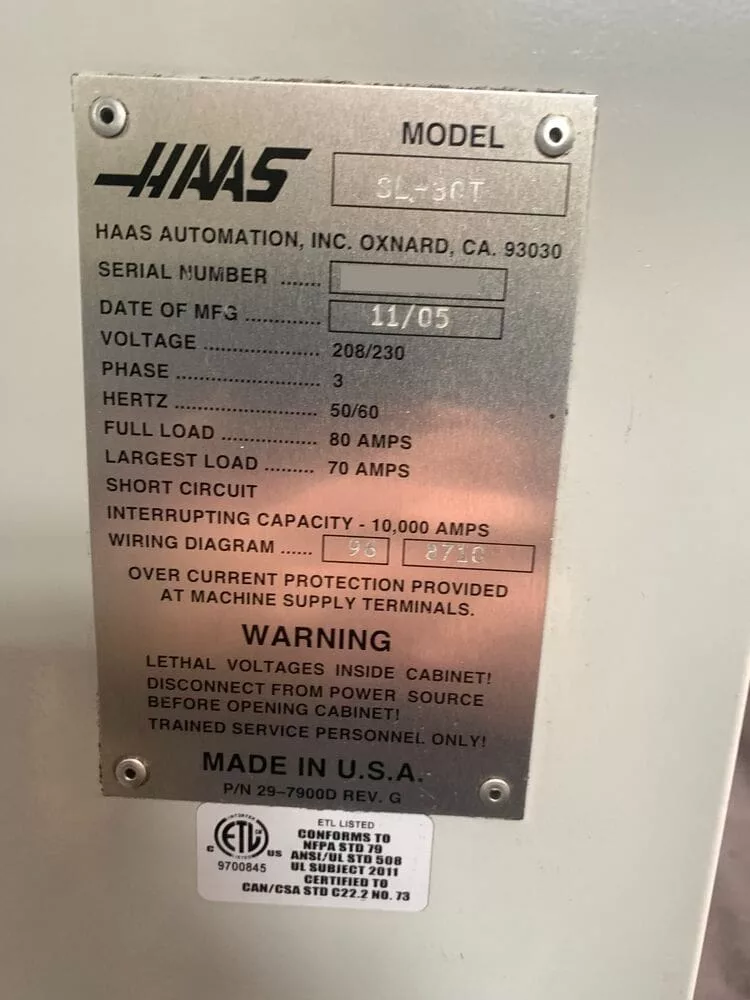 MODEL
HAAS
SL-30T
HAAS AUTOMATION, INC. OXNARD, CA. 93030
SERIAL NUMBER .......
DATE OF MFG ............ 11/05
VOLTAGE .................. 208/230
PHASE ...................... 3
HERTZ ...................... 50/60
FULL LOAD ............... 80 AMPS
LARGEST LOAD ......... 70 AMPS
SHORT CIRCUIT
INTERRUPTING CAPACITY - 10,000 AMPS
WIRING DIAGRAM ...... 96
OVER CURRENT PROTECTION PROVIDED
AT MACHINE SUPPLY TERMINALS.
WARNING
LETHAL VOLTAGES INSIDE CABINET!
DISCONNECT FROM POWER SOURCE
BEFORE OPENING CABINET!
TRAINED SERVICE PERSONNEL ONLY!
MADE IN U.S.A.
P/N 29-7900D REV. G
ETL LISTED
CONFORMS TO
NFPA STD 79
ANSI/UL STD 508
UL SUBJECT 2011
CERTIFIED TO
CAN/CSA STD C22.2 NO. 73
ETL
LISTED
C US
9700845